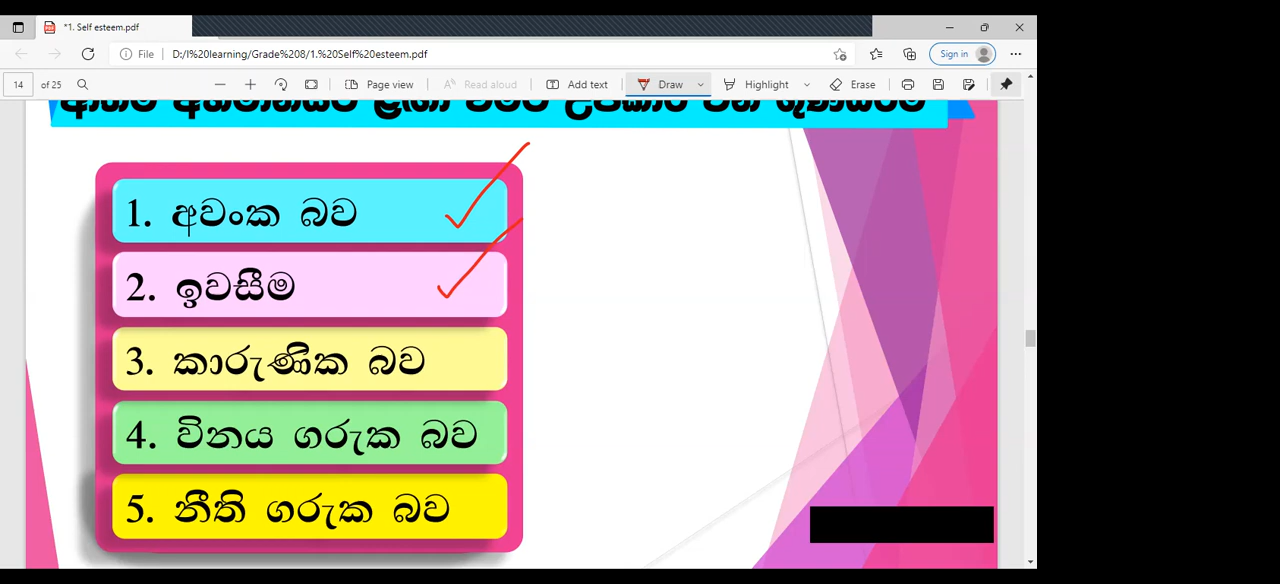 *1. Self esteem.pdf
File
D:/I%20learning/Grade%208/1.%20Self%20esteem.pdf
Sign in
14 of 25
Page view
Read aloud
Add text
Draw
Highlight
Erase
1. අවංක බව
2. ඉවසීම
3. කාරුණික බව
4. විනය ගරුක බව
5. නීති ගරුක බව